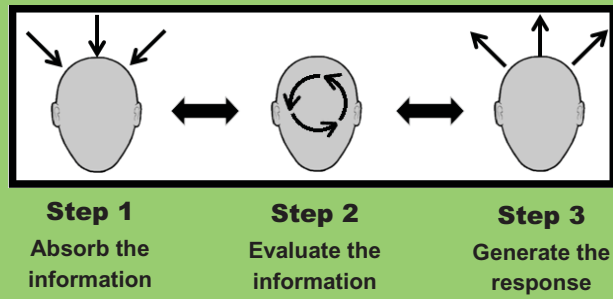 Step 1
Absorb the
information
Step 2
Evaluate the
information
Step 3
Generate the
response